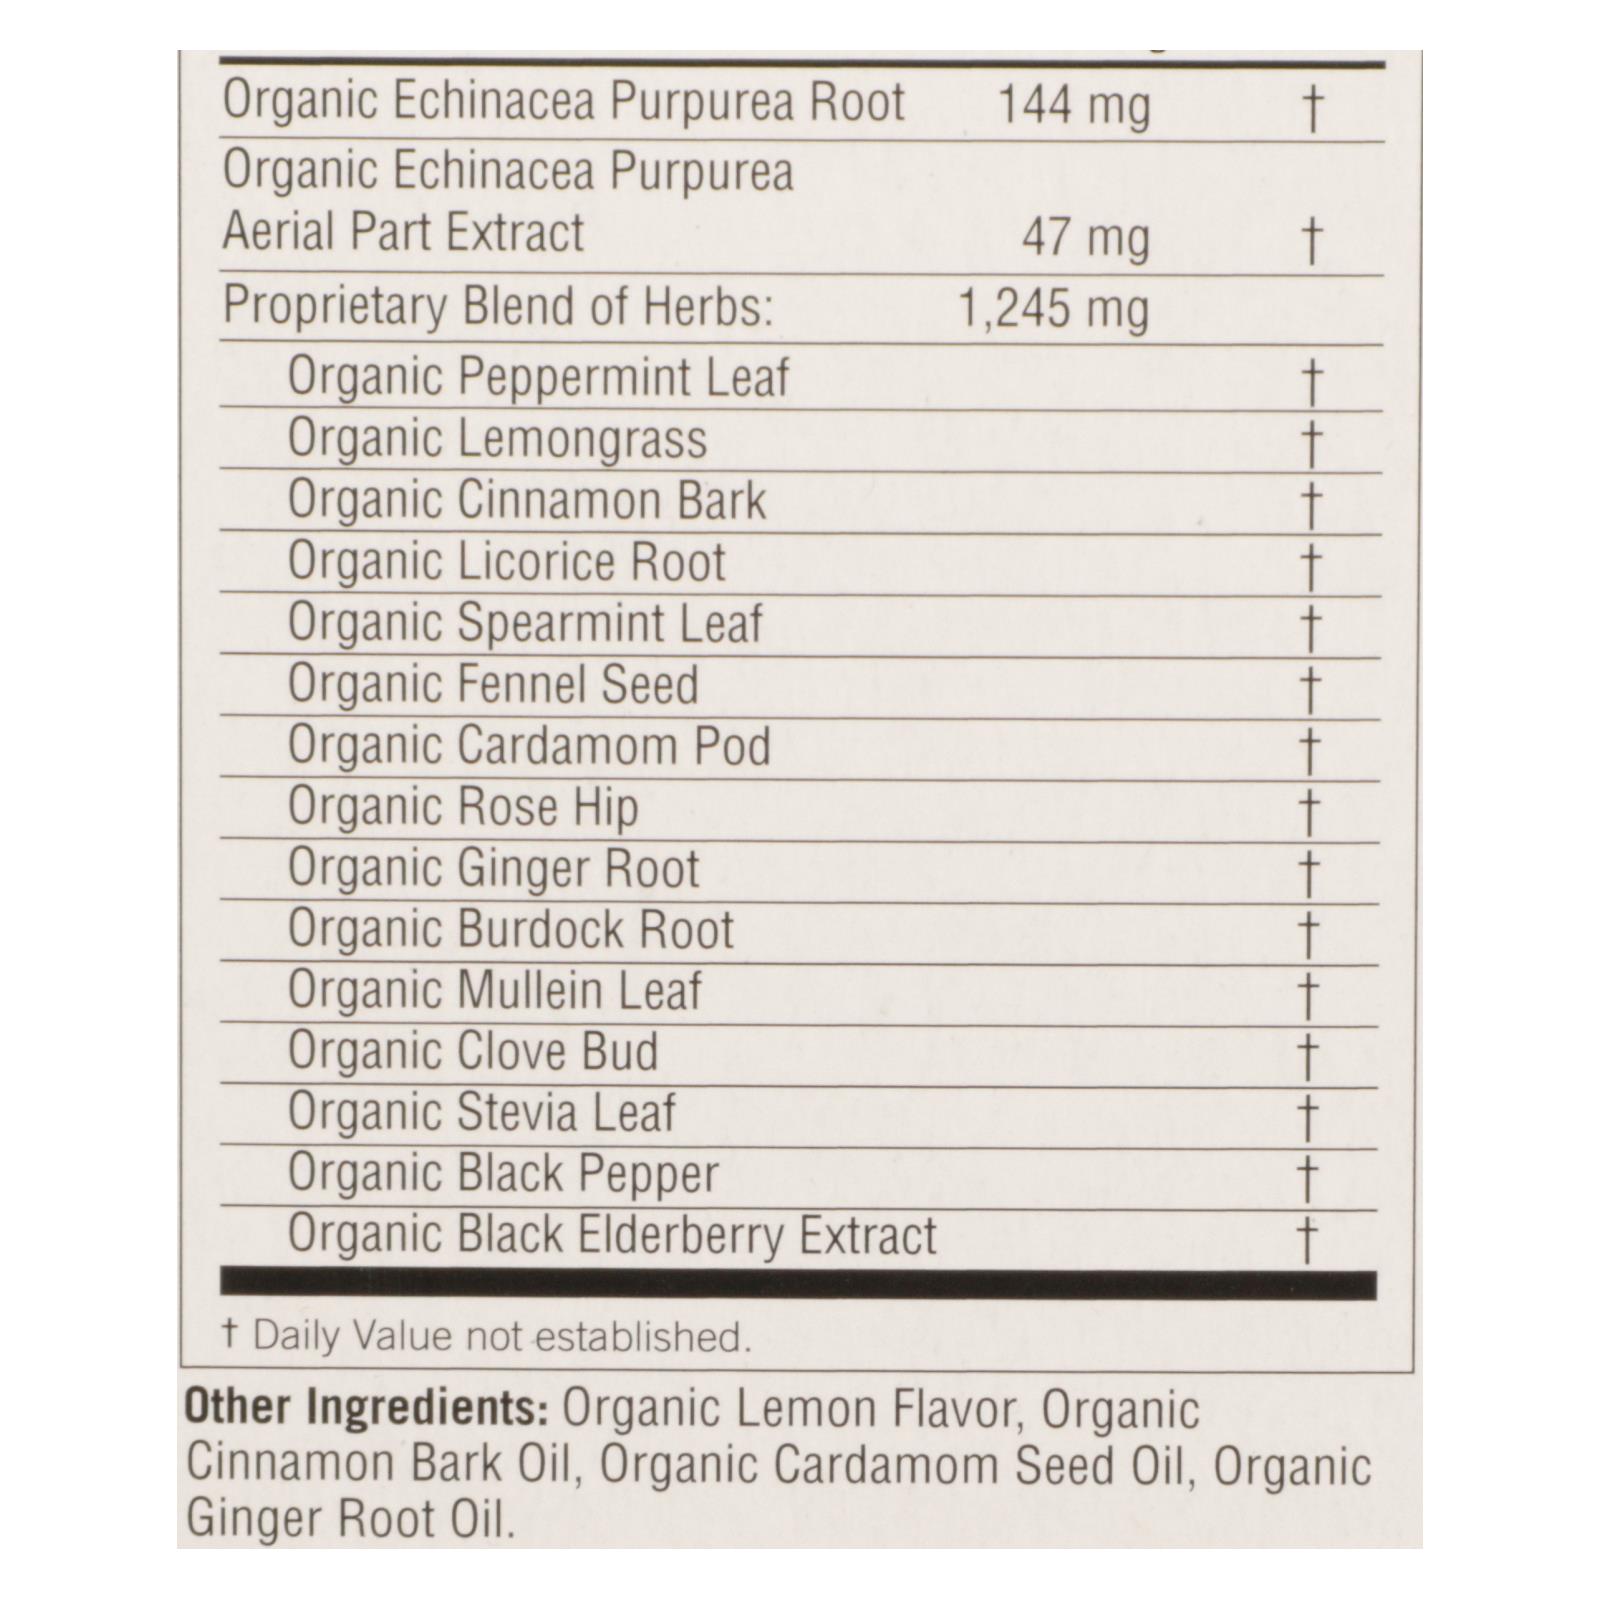 Organic Echinacea Purpurea Root 144 mg †
Organic Echinacea Purpurea
Aerial Part Extract 47 mg †
Proprietary Blend of Herbs: 1,245 mg
Organic Peppermint Leaf †
Organic Lemongrass †
Organic Cinnamon Bark †
Organic Licorice Root †
Organic Spearmint Leaf †
Organic Fennel Seed †
Organic Cardamom Pod †
Organic Rose Hip †
Organic Ginger Root †
Organic Burdock Root †
Organic Mullein Leaf †
Organic Clove Bud †
Organic Stevia Leaf †
Organic Black Pepper †
Organic Black Elderberry Extract †
† Daily Value not established.
Other Ingredients: Organic Lemon Flavor, Organic
Cinnamon Bark Oil, Organic Cardamom Seed Oil, Organic
Ginger Root Oil.